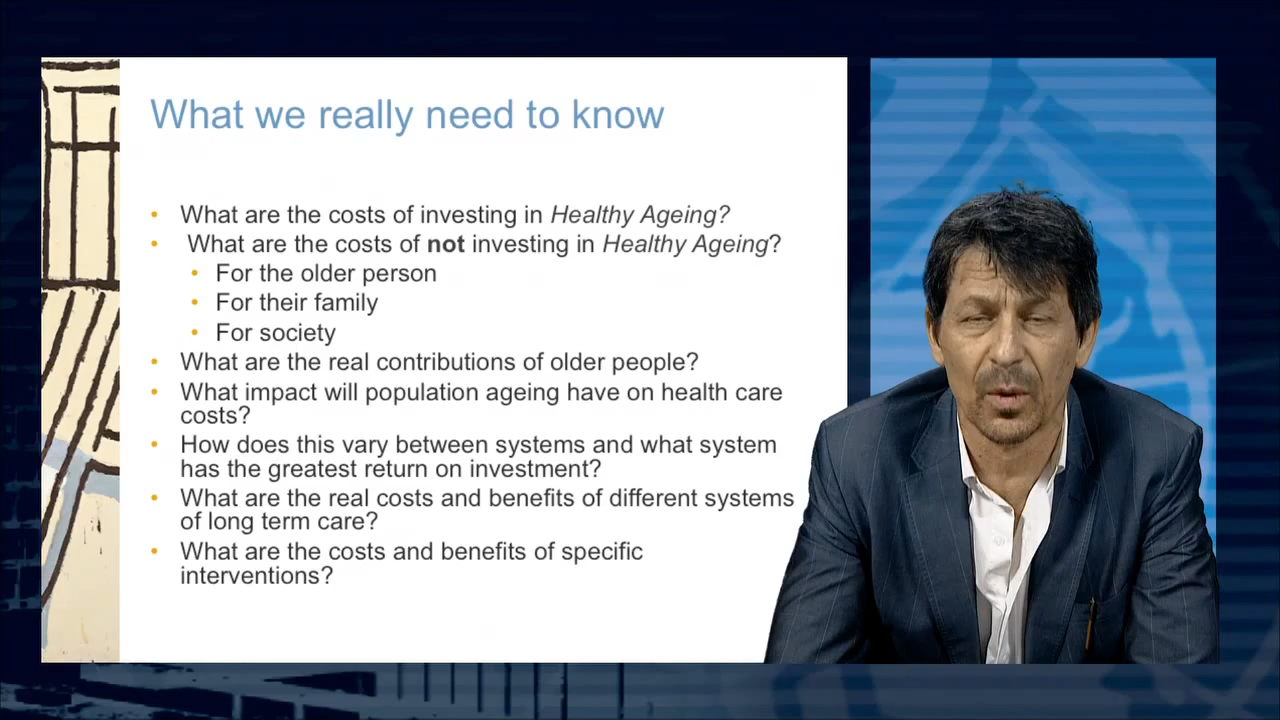 What we really need to know
• What are the costs of investing in Healthy Ageing?
• What are the costs of not investing in Healthy Ageing?
• For the older person
• For their family
• For society
• What are the real contributions of older people?
• What impact will population ageing have on health care
costs?
• How does this vary between systems and what system
has the greatest return on investment?
• What are the real costs and benefits of different systems
of long term care?
• What are the costs and benefits of specific
interventions?